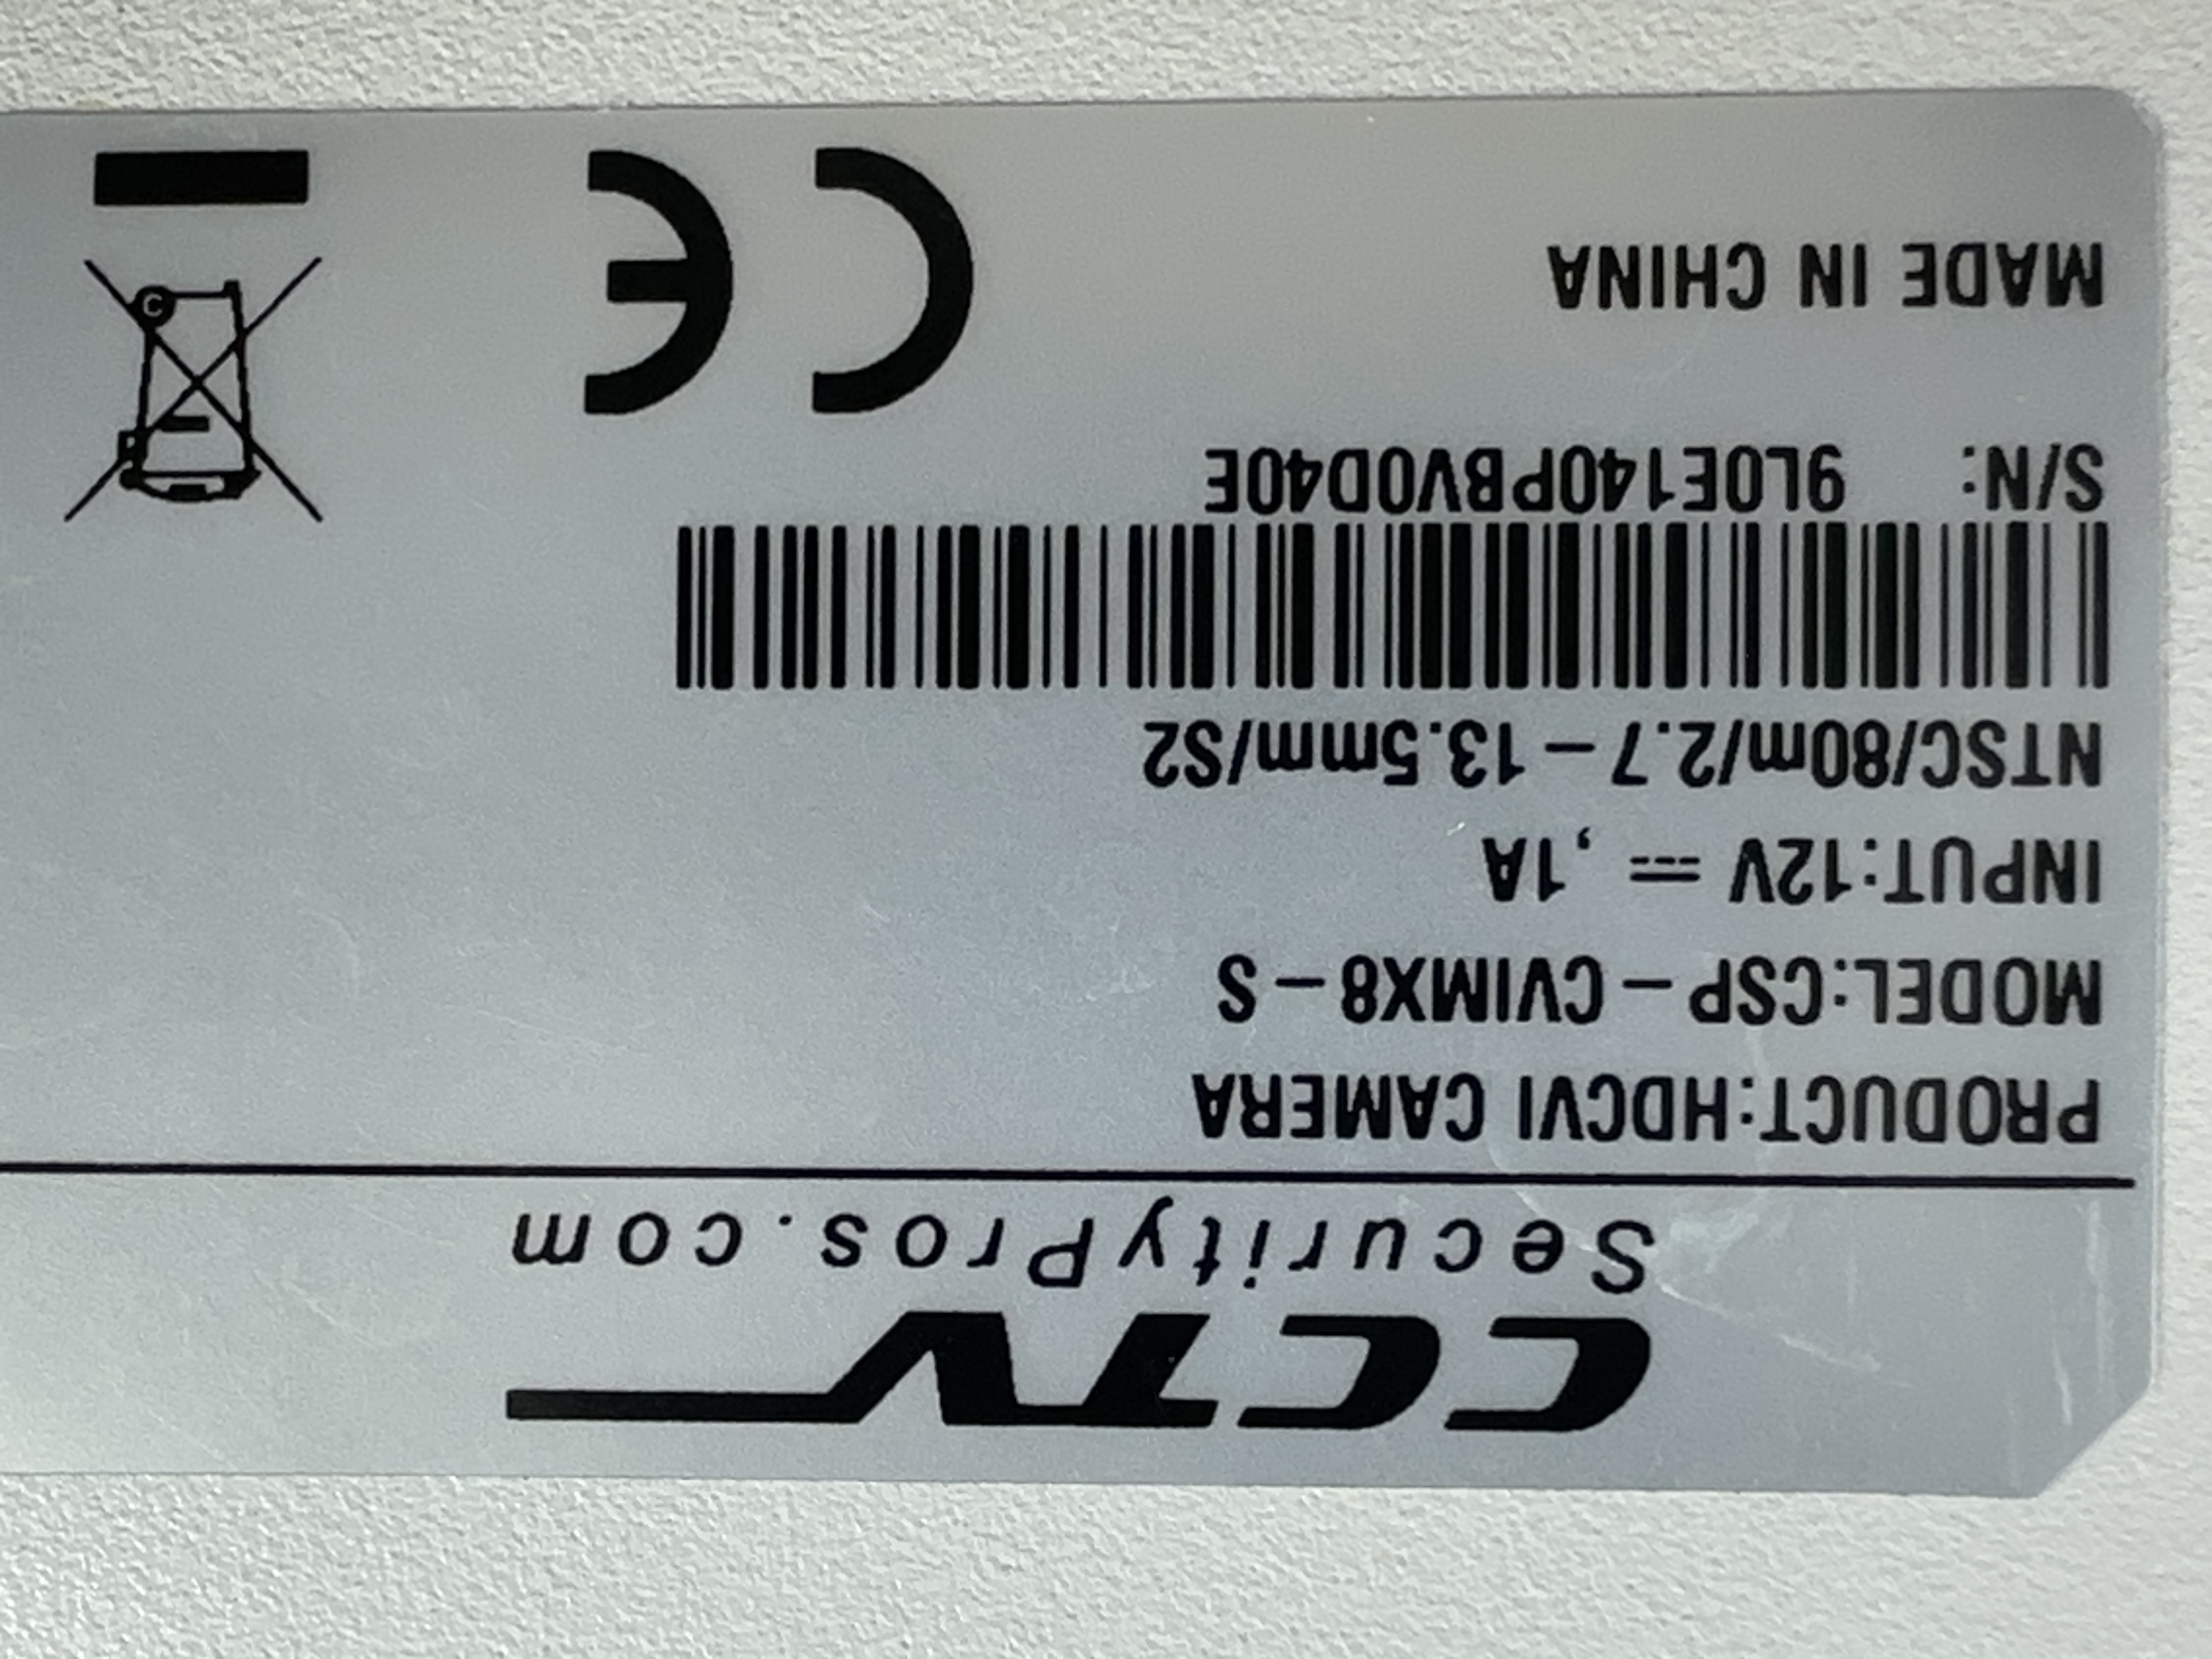 CCTV
SecurityPros.com
PRODUCT:HDCVI CAMERA
MODEL:CSP-CVIMX8-S
INPUT:12V ⎓ ,1A
NTSC/80m/2.7-13.5mm/S2
S/N: 9L0E140PBV0D40E
MADE IN CHINA
CE